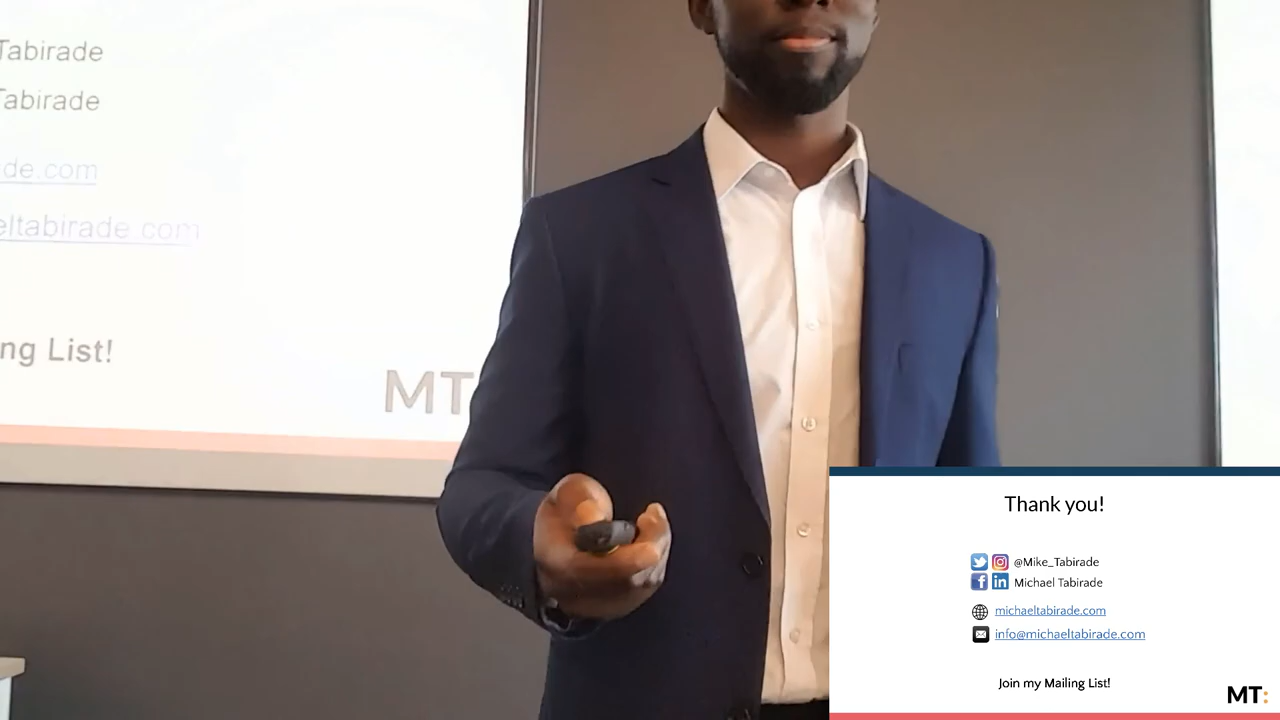 Tabirade
Tabirade
de.com
eltabirade.com
ng List!
MT
Thank you!
@Mike_Tabirade
Michael Tabirade
michaeltabirade.com
info@michaeltabirade.com
Join my Mailing List!
MT: